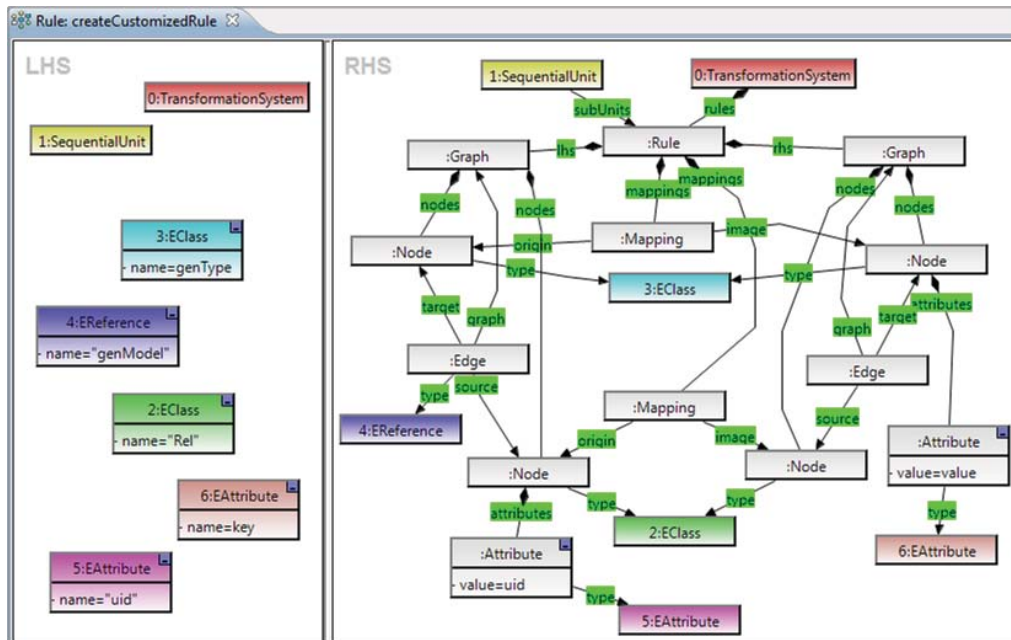 Rule: createCustomizedRule
LHS
0:TransformationSystem
1:SequentialUnit
3:EClass
- name=genType
4:EReference
- name="genModel"
2:EClass
- name="Rel"
6:EAttribute
- name=key
5:EAttribute
- name="uid"
RHS
1:SequentialUnit
0:TransformationSystem
subUnits
rules
:Rule
:Graph
lhs
rhs
:Graph
mappings
mappings
nodes
nodes
nodes
nodes
:Node
origin
:Mapping
image
:Node
type
3:EClass
type
attributes
target
graph
graph
target
:Edge
:Edge
type
source
:Mapping
source
4:EReference
origin
image
:Attribute
- value=value
:Node
:Node
attributes
type
type
type
2:EClass
6:EAttribute
:Attribute
- value=uid
type
5:EAttribute